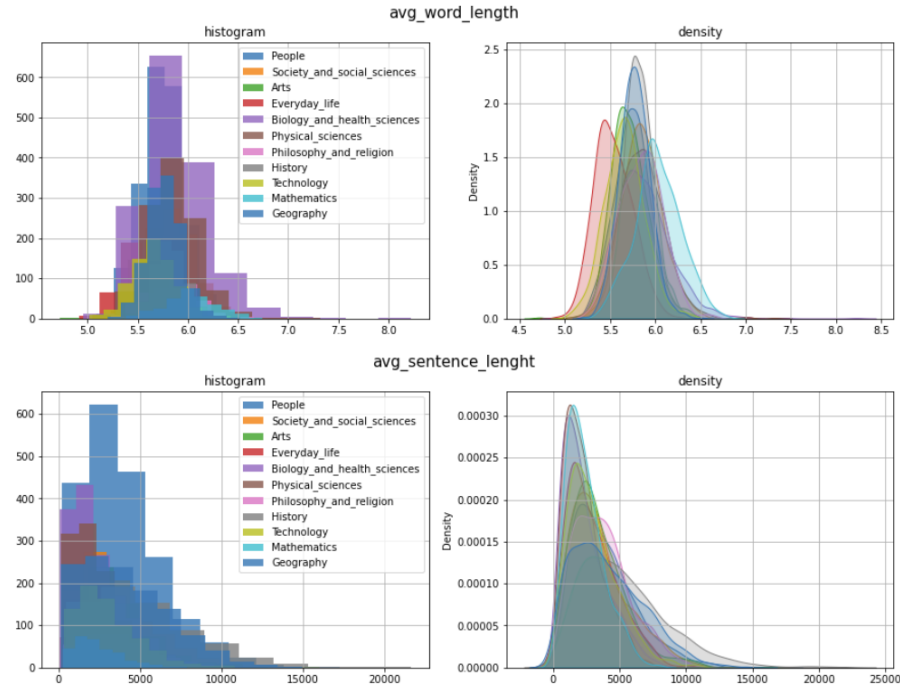 avg_word_length
histogram
density
600
500
400
300
200
100
0
5.0 5.5 6.0 6.5 7.0 7.5 8.0
People
Society_and_social_sciences
Arts
Everyday_life
Biology_and_health_sciences
Physical_sciences
Philosophy_and_religion
History
Technology
Mathematics
Geography
Density
2.5
2.0
1.5
1.0
0.5
0.0
4.5 5.0 5.5 6.0 6.5 7.0 7.5 8.0 8.5
avg_sentence_lenght
histogram
density
600
500
400
300
200
100
0
0 5000 10000 15000 20000
People
Society_and_social_sciences
Arts
Everyday_life
Biology_and_health_sciences
Physical_sciences
Philosophy_and_religion
History
Technology
Mathematics
Geography
Density
0.00030
0.00025
0.00020
0.00015
0.00010
0.00005
0.00000
0 5000 10000 15000 20000 25000